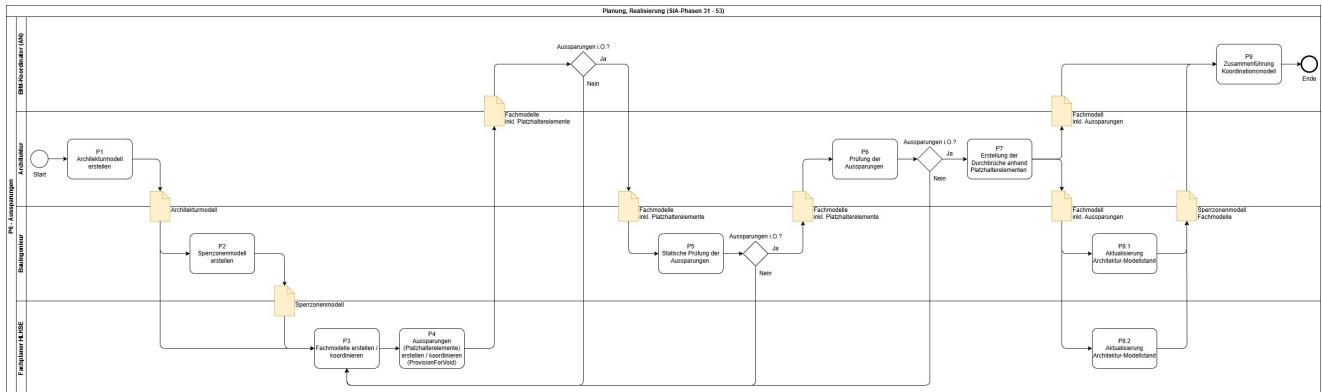 Planung, Realisierung (SIA-Phasen 31 - 53)
P6 - Aussparungen
BIM-Koordinator (AN)
Aussparungen i.O.?
Ja
Nein
P9
Zusammenführung
Koordinationsmodell
Ende
Fachmodelle
inkl. Platzhalterelemente
Fachmodell
inkl. Aussparungen
Architektur
Start
P1
Architekturmodell
erstellen
P6
Prüfung der
Aussparungen
Aussparungen i.O.?
Ja
Nein
P7
Erstellung der
Durchbrüche anhand
Platzhalterelementen
Architekturmodell
Fachmodelle
inkl. Platzhalterelemente
Fachmodelle
inkl. Platzhalterelemente
Fachmodell
inkl. Aussparungen
Sperrzonenmodell
Fachmodelle
Bauingenieur
P2
Sperrzonenmodell
erstellen
P5
Statische Prüfung der
Aussparungen
Aussparungen i.O.?
Ja
Nein
P8.1
Aktualisierung
Architektur-Modellstand
Sperrzonenmodell
Fachplaner HLKSE
P3
Fachmodelle erstellen /
koordinieren
P4
Aussparungen
(Platzhalterelemente)
erstellen / koordinieren
(ProvisionForVoid)
P8.2
Aktualisierung
Architektur-Modellstand